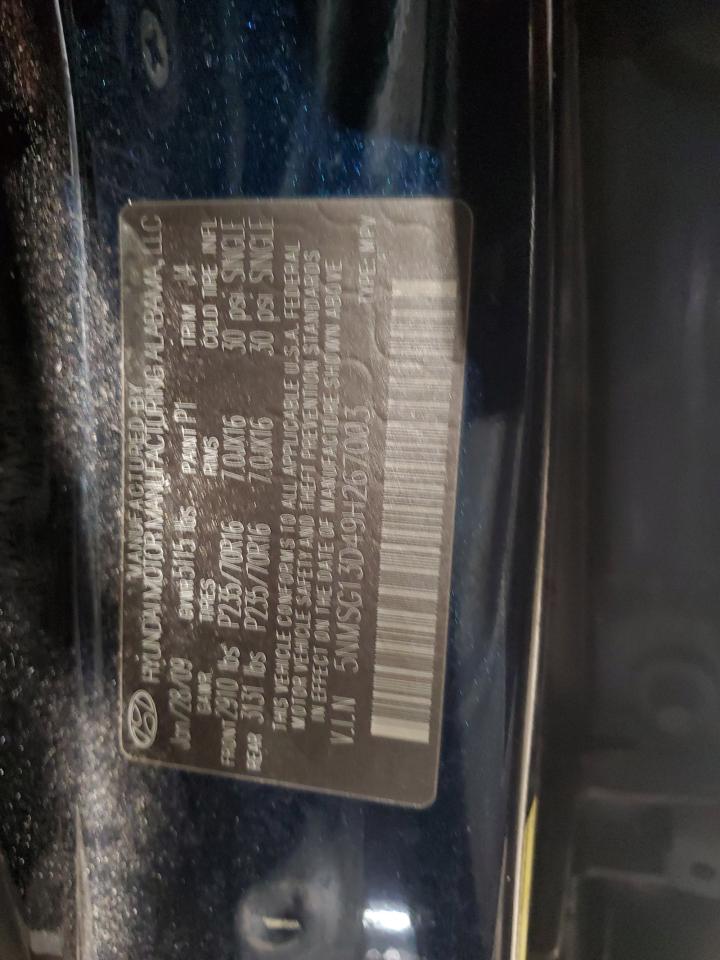 MANUFACTURED BY
HYUNDAI MOTOR MANUFACTURING ALABAMA, LLC
Jan/28/09 GVWR 5115 lbs PAINT P1 TRIM J4
GAWR TIRES RIMS COLD TIRE INFL
FRONT 2910 lbs P235/70R16 7.0JX16 30 psi SINGLE
REAR 3131 lbs P235/70R16 7.0JX16 30 psi SINGLE
THIS VEHICLE CONFORMS TO ALL APPLICABLE U.S.A. FEDERAL
MOTOR VEHICLE SAFETY AND THEFT PREVENTION STANDARDS
IN EFFECT ON THE DATE OF MANUFACTURE SHOWN ABOVE
V.I.N 5NMSG13D49H267003 TYPE: MPV